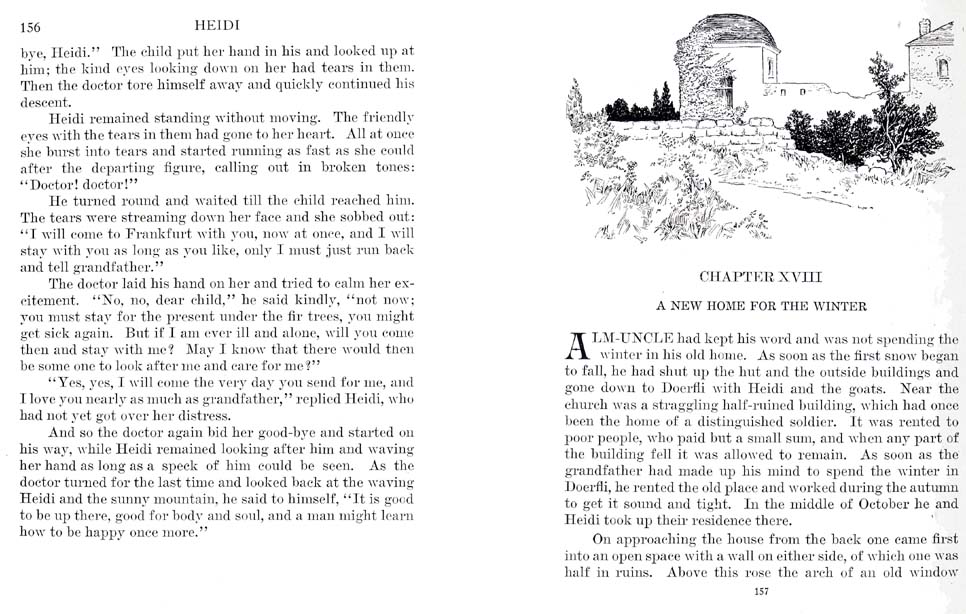 156
HEIDI
bye, Heidi." The child put her hand in his and looked up at
him; the kind eyes looking down on her had tears in them.
Then the doctor tore himself away and quickly continued his
descent.
Heidi remained standing without moving. The friendly
eyes with the tears in them had gone to her heart. All at once
she burst into tears and started running as fast as she could
after the departing figure, calling out in broken tones:
"Doctor! doctor!"
He turned round and waited till the child reached him.
The tears were streaming down her face and she sobbed out:
"I will come to Frankfurt with you, now at once, and I will
stay with you as long as you like, only I must just run back
and tell grandfather."
The doctor laid his hand on her and tried to calm her ex-
citement. "No, no, dear child," he said kindly, "not now;
you must stay for the present under the fir trees, you might
get sick again. But if I am ever ill and alone, will you come
then and stay with me? May I know that there would then
be some one to look after me and care for me?"
"Yes, yes, I will come the very day you send for me, and
I love you nearly as much as grandfather," replied Heidi, who
had not yet got over her distress.
And so the doctor again bid her good-bye and started on
his way, while Heidi remained looking after him and waving
her hand as long as a speck of him could be seen. As the
doctor turned for the last time and looked back at the waving
Heidi and the sunny mountain, he said to himself, "It is good
to be up there, good for body and soul, and a man might learn
how to be happy once more."
CHAPTER XVIII
A NEW HOME FOR THE WINTER
ALM-UNCLE had kept his word and was not spending the
winter in his old home. As soon as the first snow began
to fall, he had shut up the hut and the outside buildings and
gone down to Doerfli with Heidi and the goats. Near the
church was a straggling half-ruined building, which had once
been the home of a distinguished soldier. It was rented to
poor people, who paid but a small sum, and when any part of
the building fell it was allowed to remain. As soon as the
grandfather had made up his mind to spend the winter in
Doerfli, he rented the old place and worked during the autumn
to get it sound and tight. In the middle of October he and
Heidi took up their residence there.
On approaching the house from the back one came first
into an open space with a wall on either side, of which one was
half in ruins. Above this rose the arch of an old window
157